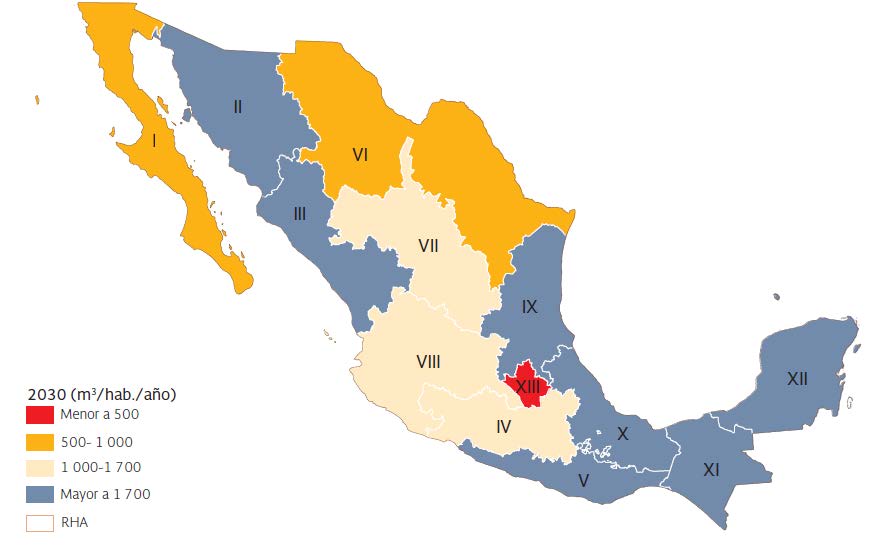 II
I
VI
III
VII
IX
VIII
XIII
XII
IV
X
XI
V
2030 (m³/hab./año)
Menor a 500
500- 1 000
1 000-1 700
Mayor a 1 700
RHA